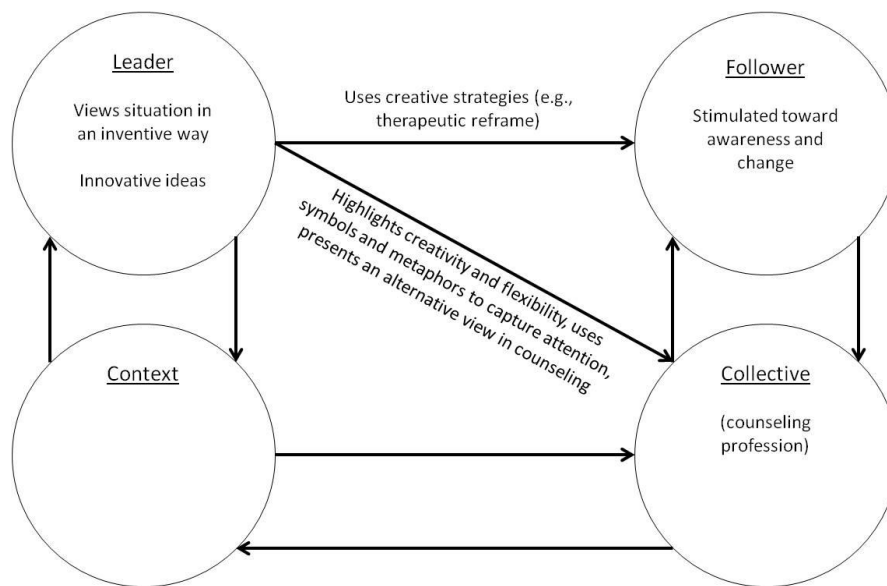 Leader
Views situation in
an inventive way
Innovative ideas
Uses creative strategies (e.g.,
therapeutic reframe)
Follower
Stimulated toward
awareness and
change
Highlights creativity and flexibility, uses
symbols and metaphors to capture attention,
presents an alternative view in counseling
Context
Collective
(counseling
profession)